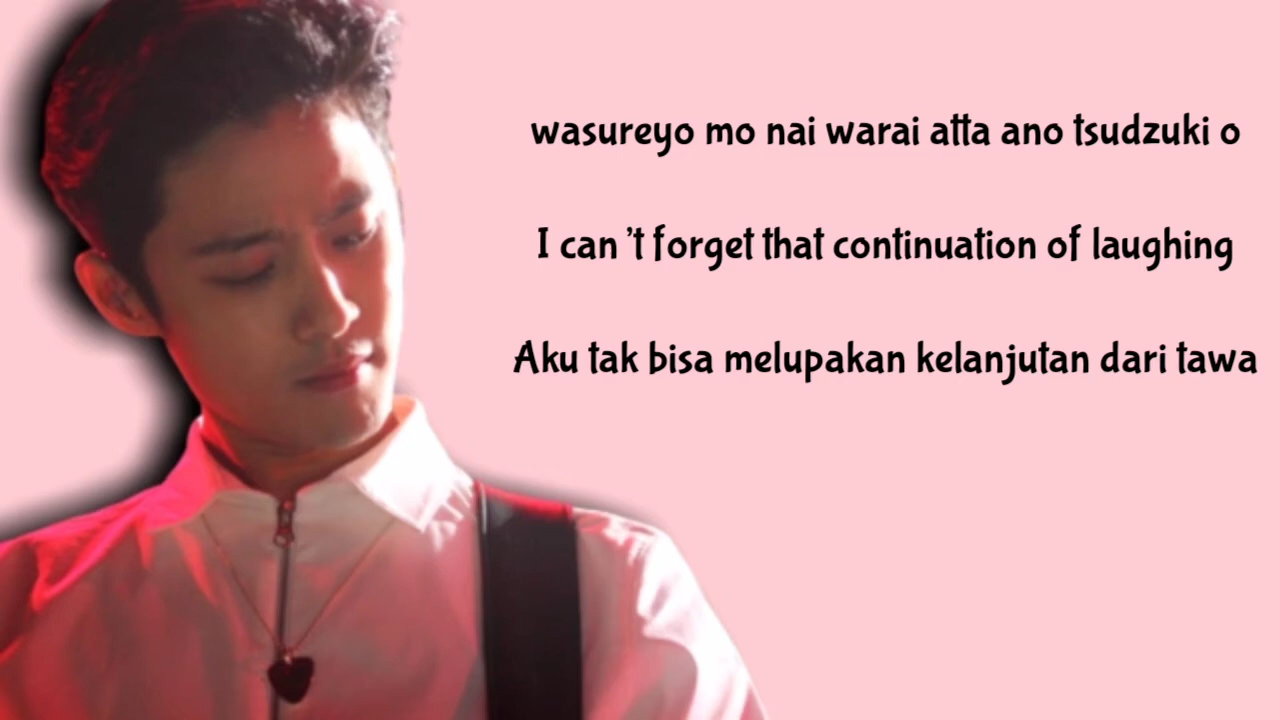 wasureyo mo nai warai atta ano tsudzuki o
I can 't forget that continuation of laughing
Aku tak bisa melupakan kelanjutan dari tawa